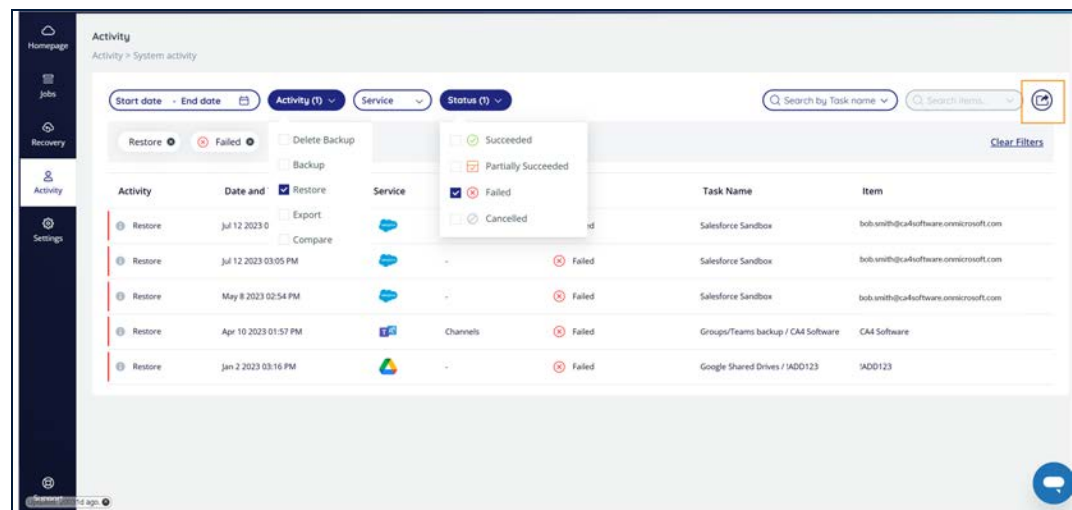 Homepage
Jobs
Recovery
Activity
Settings
Activity
Activity > System activity
Start date - End date Activity (1) Service Status (1) Search by Task name Search items...
Restore Failed Clear Filters
Delete Backup
Backup
Restore
Export
Compare
Succeeded
Partially Succeeded
Failed
Cancelled
Activity Date and Service Task Name Item
Restore Jul 12 2023 0 Salesforce Sandbox bob.smith@ca4software.onmicrosoft.com
Restore Jul 12 2023 03:05 PM - Failed Salesforce Sandbox bob.smith@ca4software.onmicrosoft.com
Restore May 8 2023 02:54 PM - Failed Salesforce Sandbox bob.smith@ca4software.onmicrosoft.com
Restore Apr 10 2023 01:57 PM Channels Failed Groups/Teams backup / CA4 Software CA4 Software
Restore Jan 2 2023 03:16 PM - Failed Google Shared Drives / !ADD123 !ADD123
ago.